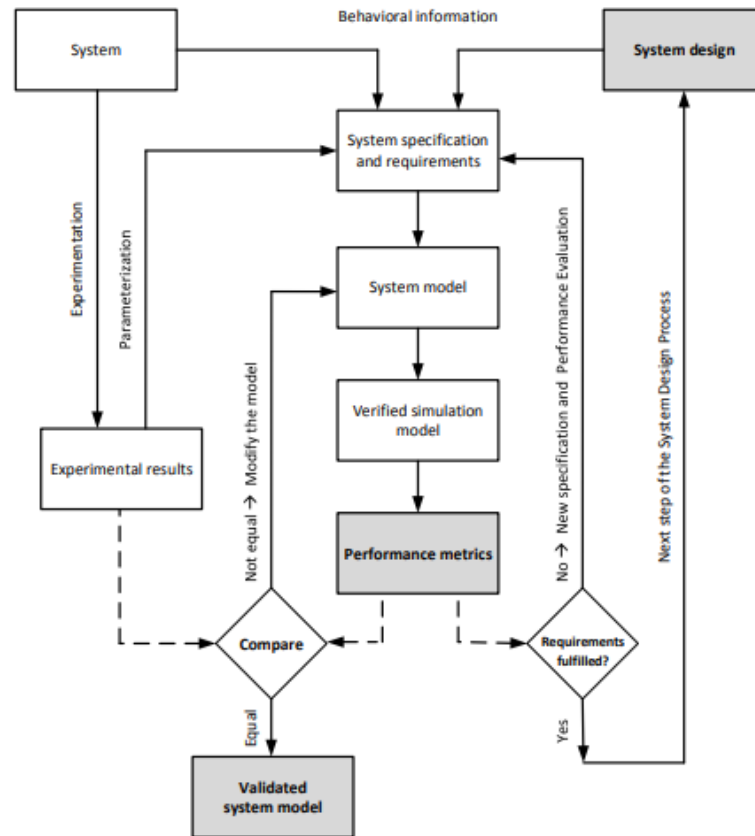 Behavioral information
System
System design
System specification
and requirements
Experimentation
Parameterization
No → New specification and Performance Evaluation
Next step of the System Design Process
System model
Not equal → Modify the model
Verified simulation
model
Experimental results
Performance metrics
Compare
Requirements
fulfilled?
Equal
Yes
Validated
system model